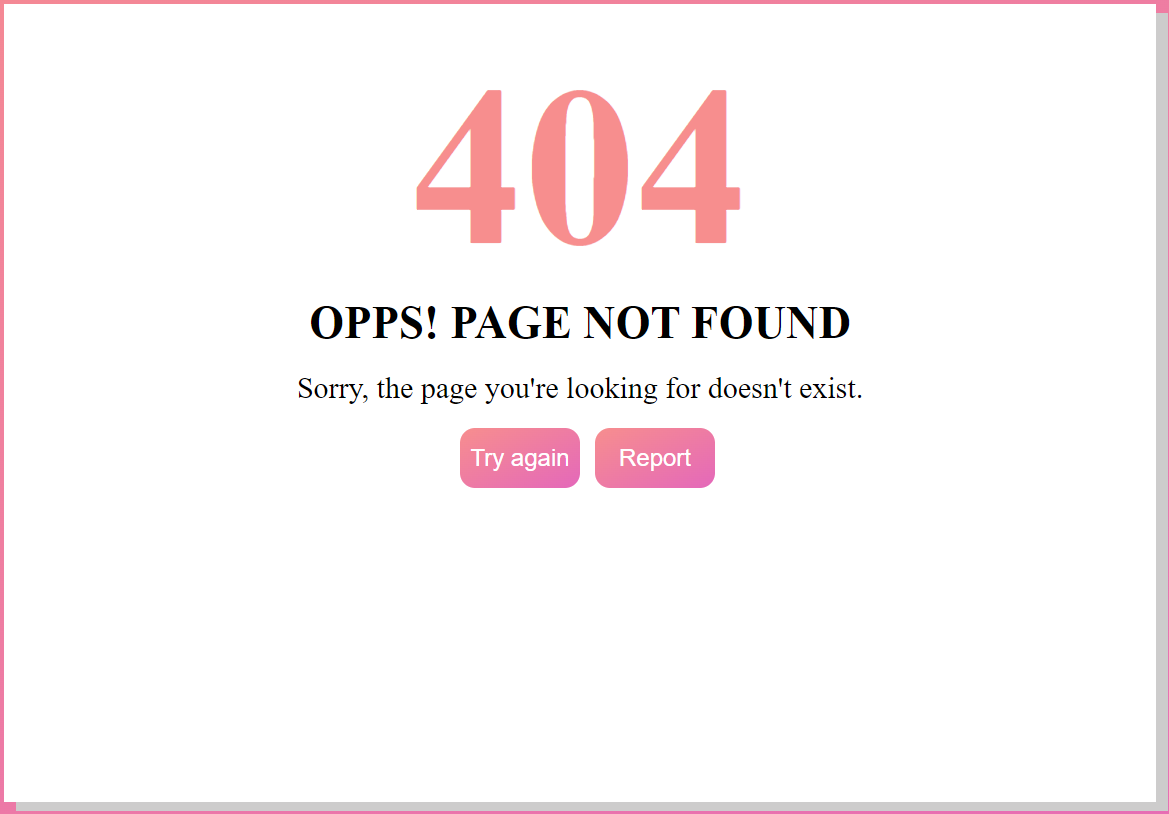 404
OPPS! PAGE NOT FOUND
Sorry, the page you're looking for doesn't exist.
Try again Report